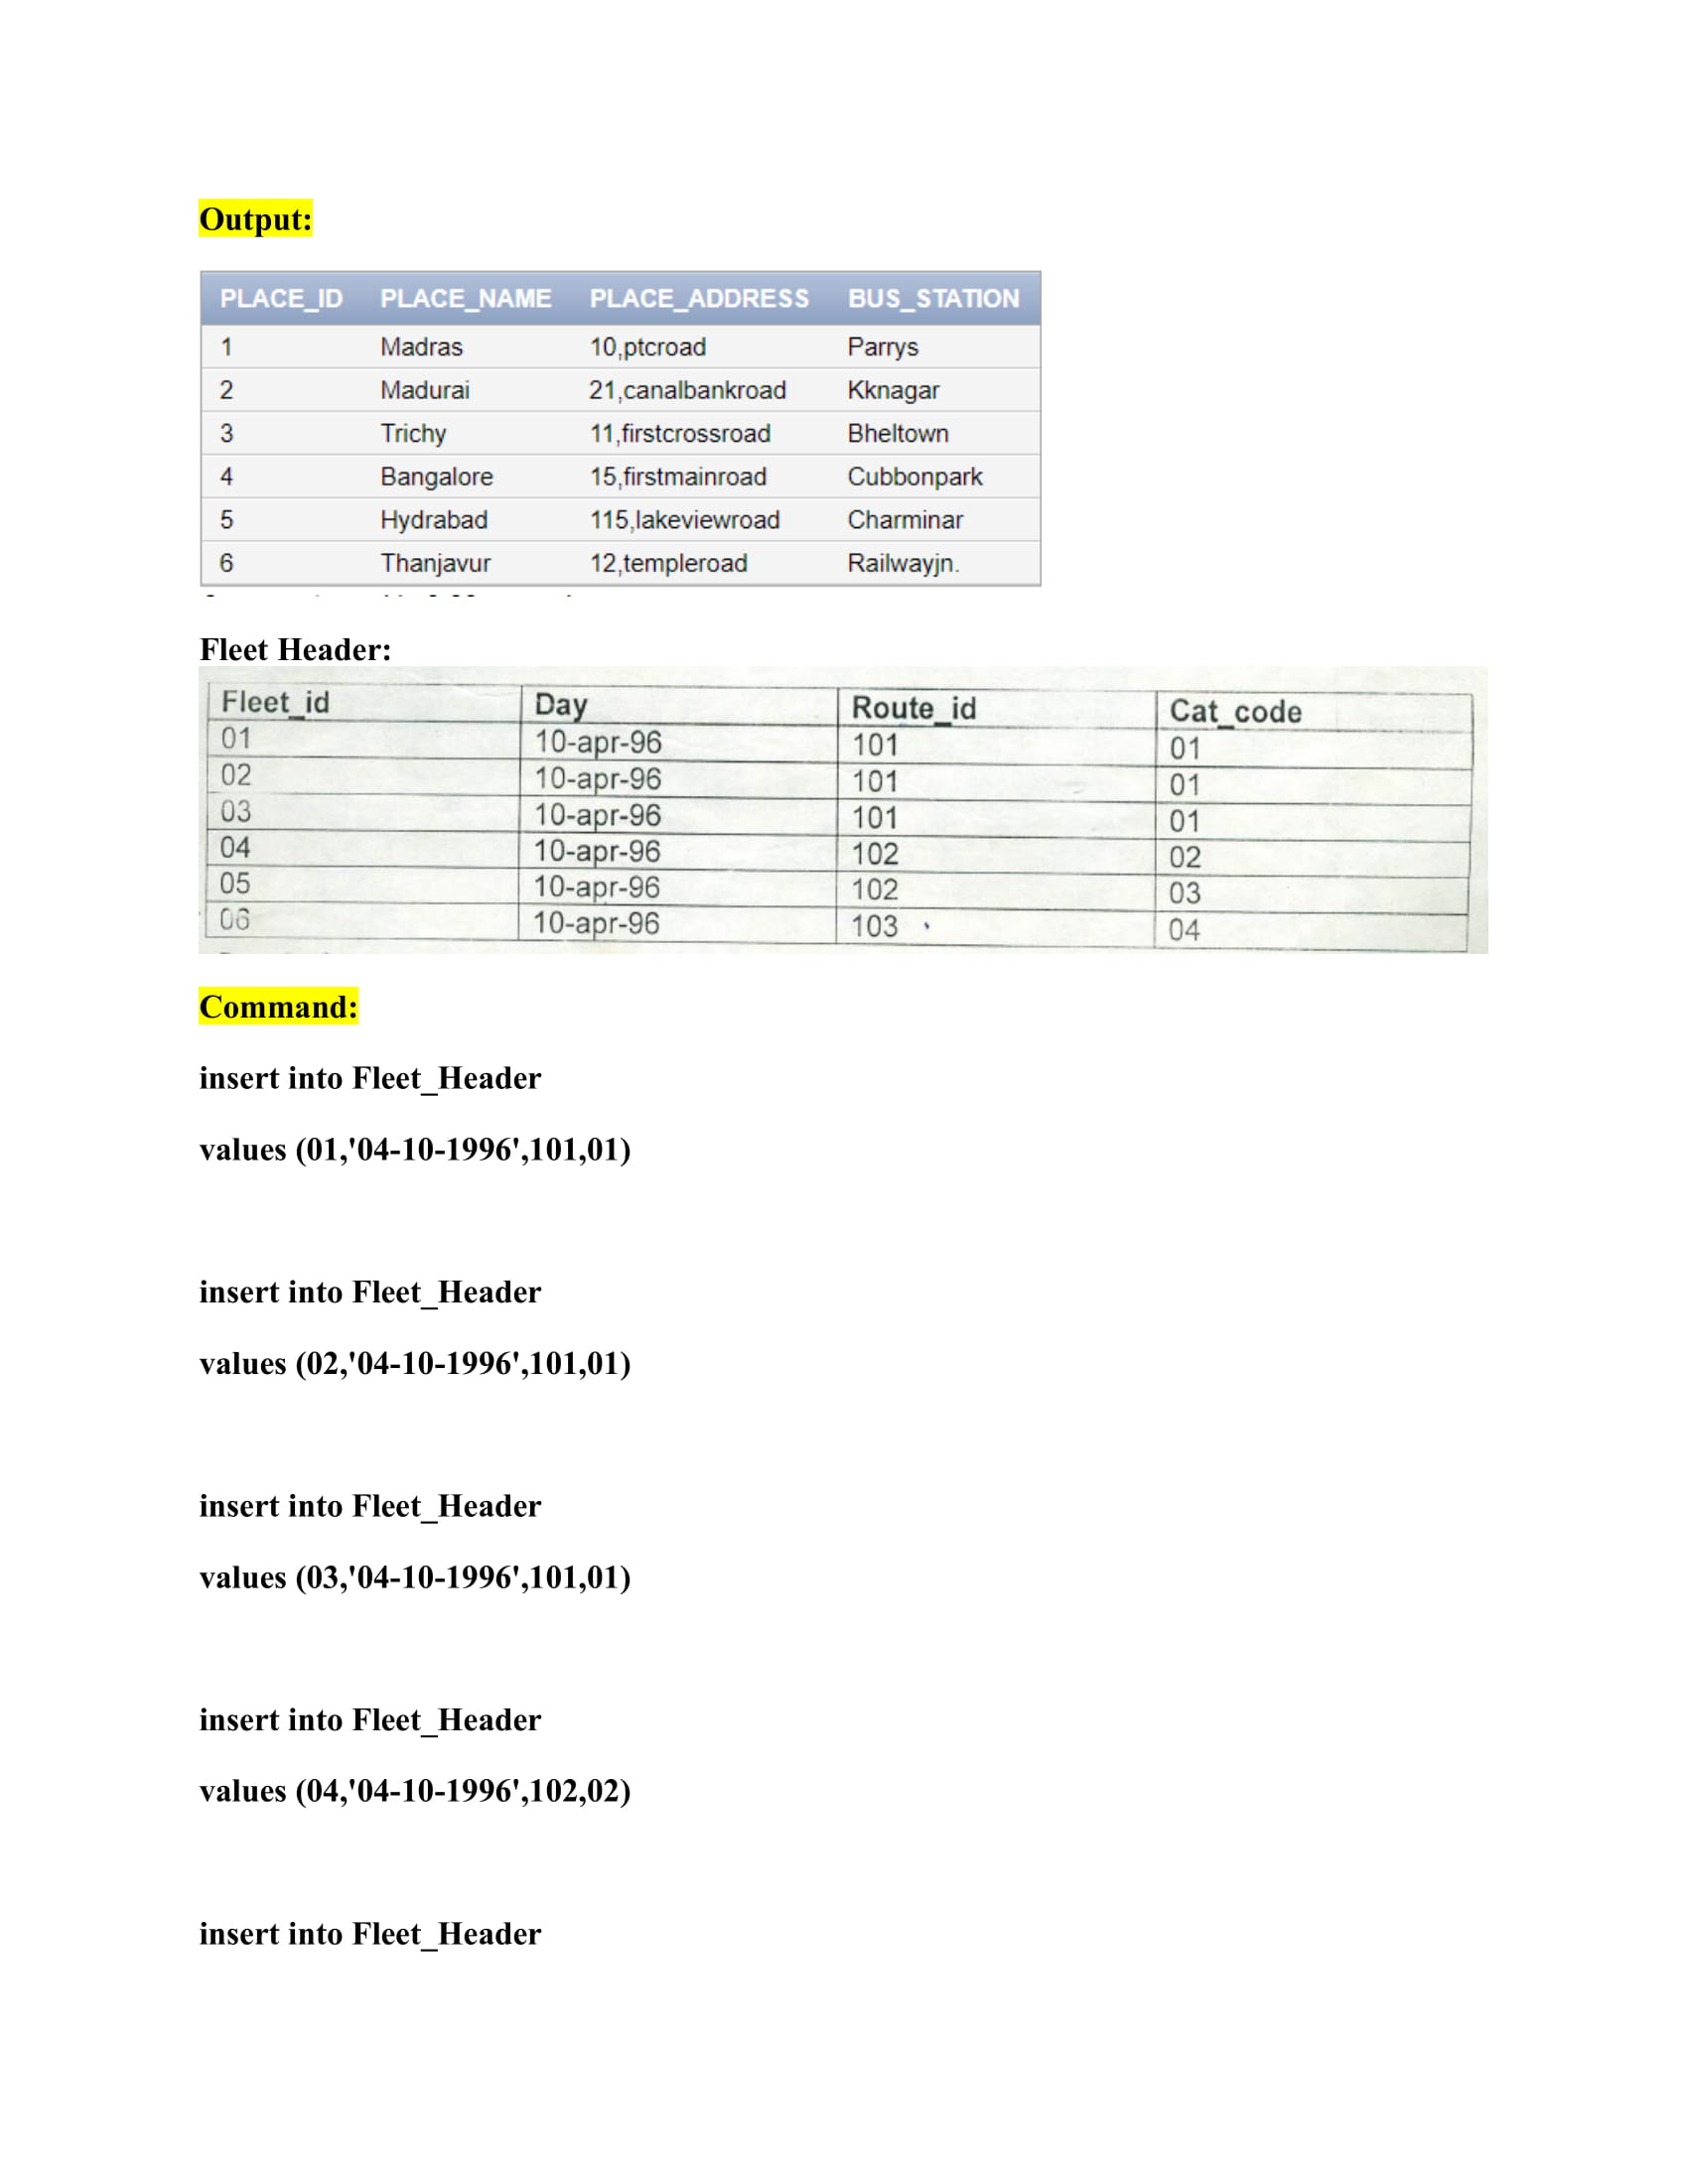 Output:
PLACE_ID PLACE_NAME PLACE_ADDRESS BUS_STATION
1 Madras 10,ptcroad Parrys
2 Madurai 21,canalbankroad Kknagar
3 Trichy 11,firstcrossroad Bheltown
4 Bangalore 15,firstmainroad Cubbonpark
5 Hydrabad 115,lakeviewroad Charminar
6 Thanjavur 12,templeroad Railwayjn.
Fleet Header:
Fleet_id Day Route_id Cat_code
01 10-apr-96 101 01
02 10-apr-96 101 01
03 10-apr-96 101 01
04 10-apr-96 102 02
05 10-apr-96 102 03
06 10-apr-96 103 04
Command:
insert into Fleet_Header
values (01,'04-10-1996',101,01)
insert into Fleet_Header
values (02,'04-10-1996',101,01)
insert into Fleet_Header
values (03,'04-10-1996',101,01)
insert into Fleet_Header
values (04,'04-10-1996',102,02)
insert into Fleet_Header